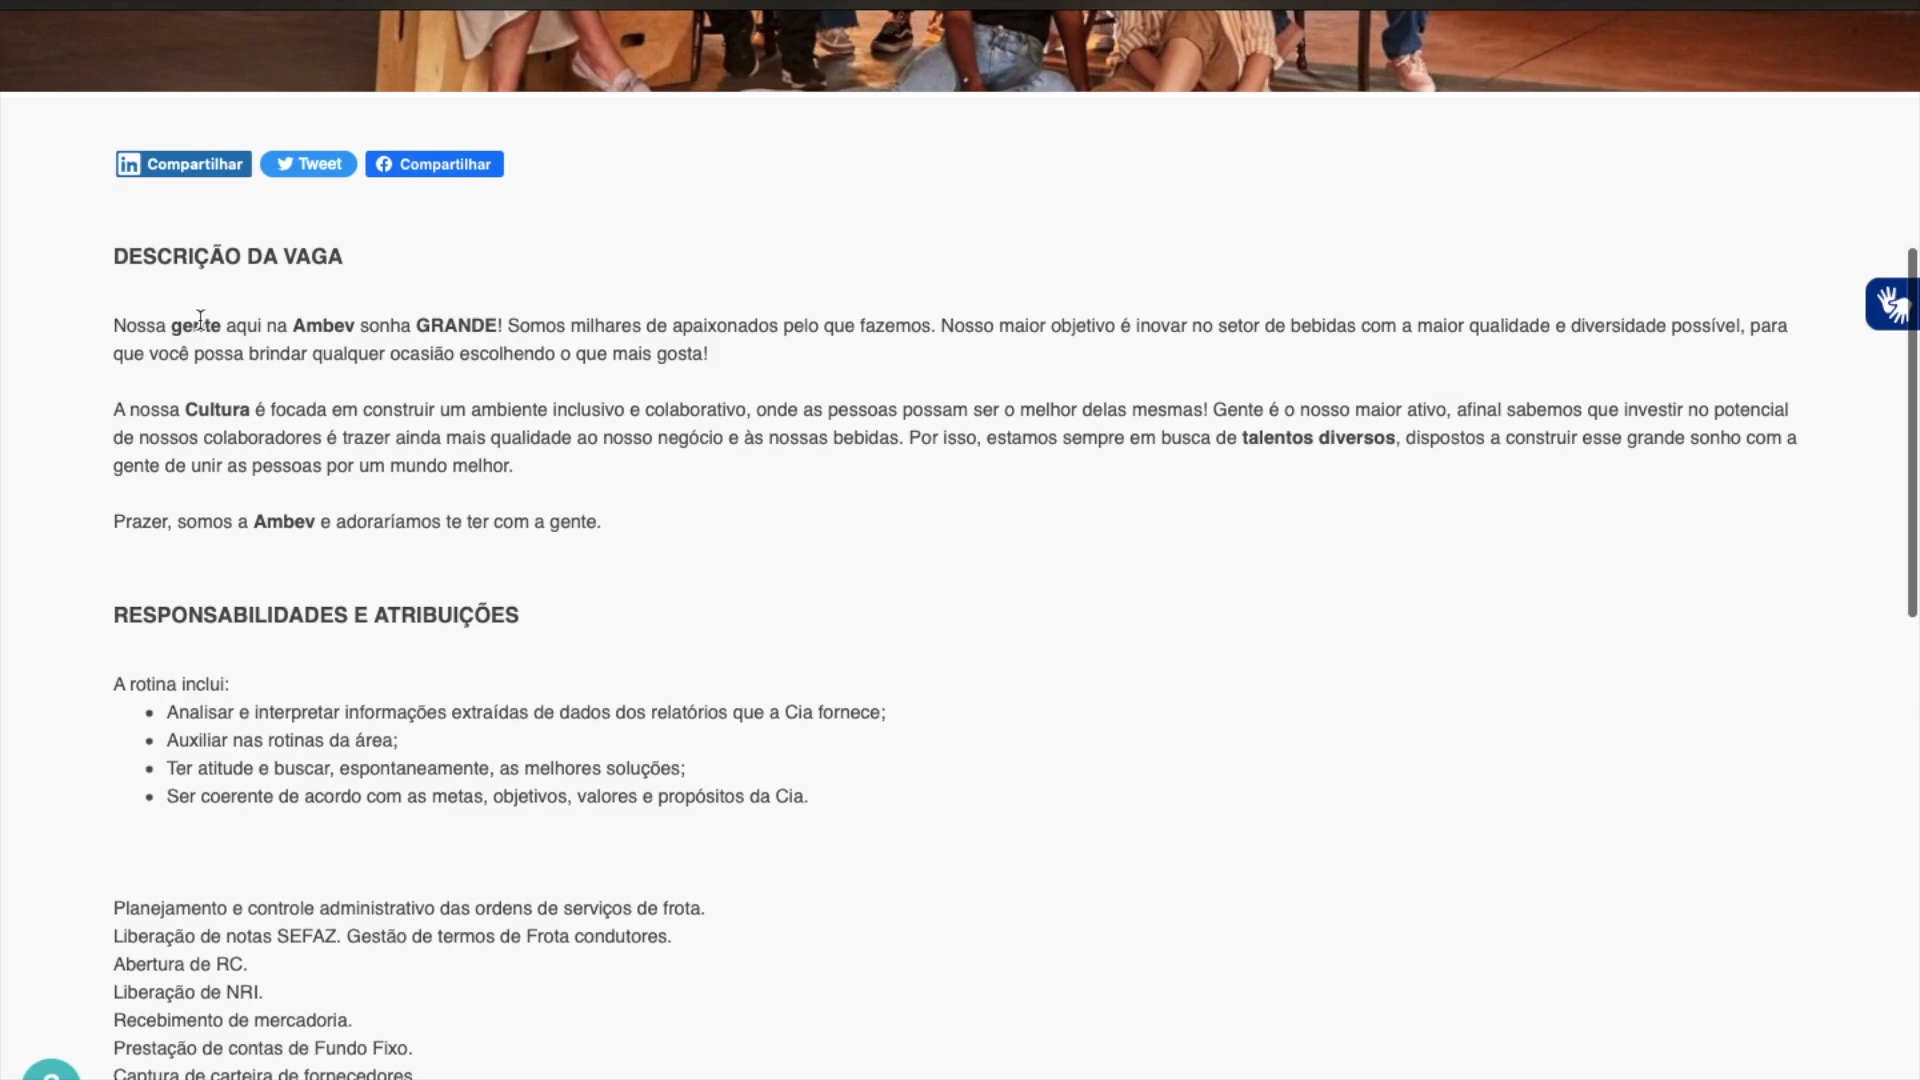 in Compartilhar
Tweet
Compartilhar
DESCRIÇÃO DA VAGA
Nossa gente aqui na Ambev sonha GRANDE! Somos milhares de apaixonados pelo que fazemos. Nosso maior objetivo é inovar no setor de bebidas com a maior qualidade e diversidade possível, para
que você possa brindar qualquer ocasião escolhendo o que mais gosta!
A nossa Cultura é focada em construir um ambiente inclusivo e colaborativo, onde as pessoas possam ser o melhor delas mesmas! Gente é o nosso maior ativo, afinal sabemos que investir no potencial
de nossos colaboradores é trazer ainda mais qualidade ao nosso negócio e às nossas bebidas. Por isso, estamos sempre em busca de talentos diversos, dispostos a construir esse grande sonho com a
gente de unir as pessoas por um mundo melhor.
Prazer, somos a Ambev e adoraríamos te ter com a gente.
RESPONSABILIDADES E ATRIBUIÇÕES
A rotina inclui:
• Analisar e interpretar informações extraídas de dados dos relatórios que a Cia fornece;
• Auxiliar nas rotinas da área;
• Ter atitude e buscar, espontaneamente, as melhores soluções;
• Ser coerente de acordo com as metas, objetivos, valores e propósitos da Cia.
Planejamento e controle administrativo das ordens de serviços de frota.
Liberação de notas SEFAZ. Gestão de termos de Frota condutores.
Abertura de RC.
Liberação de NRI.
Recebimento de mercadoria.
Prestação de contas de Fundo Fixo.
Captura de carteira de fornecedores